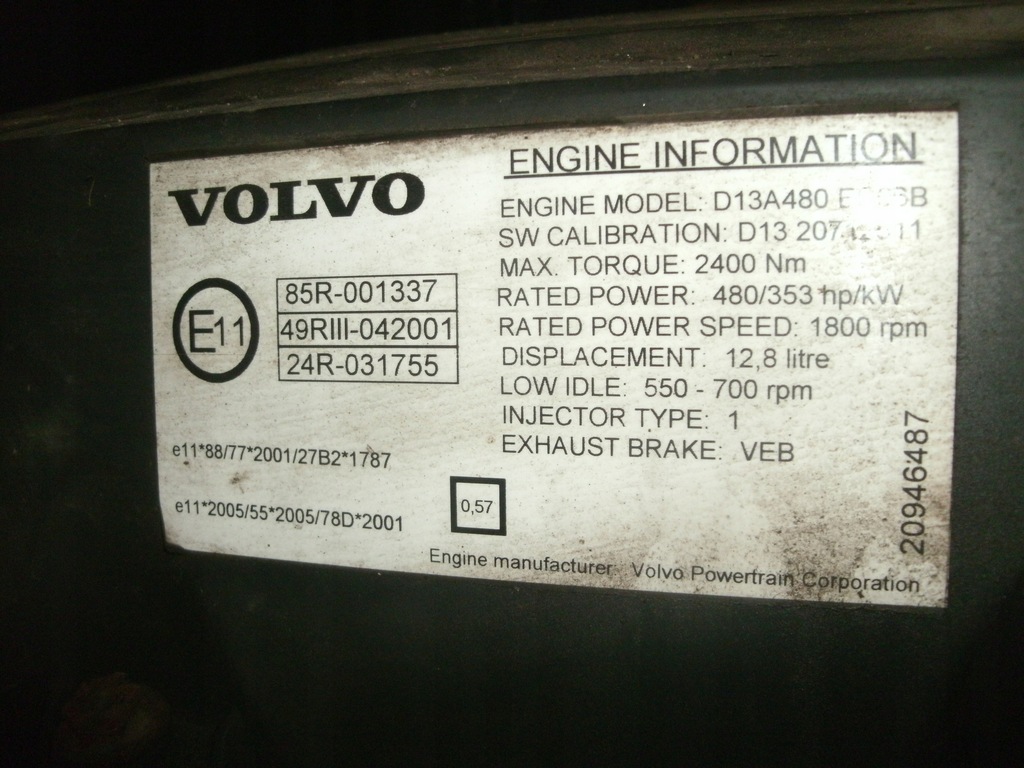 VOLVO
E11
85R-001337
49RIII-042001
24R-031755
e11*88/77*2001/27B2*1787
e11*2005/55*2005/78D*2001
0,57
ENGINE INFORMATION
ENGINE MODEL: D13A480
SW CALIBRATION: D13
MAX. TORQUE: 2400 Nm
RATED POWER: 480/353 hp/kW
RATED POWER SPEED: 1800 rpm
DISPLACEMENT: 12,8 litre
LOW IDLE: 550 - 700 rpm
INJECTOR TYPE: 1
EXHAUST BRAKE: VEB
20946487
Engine manufacturer: Volvo Powertrain Corporation